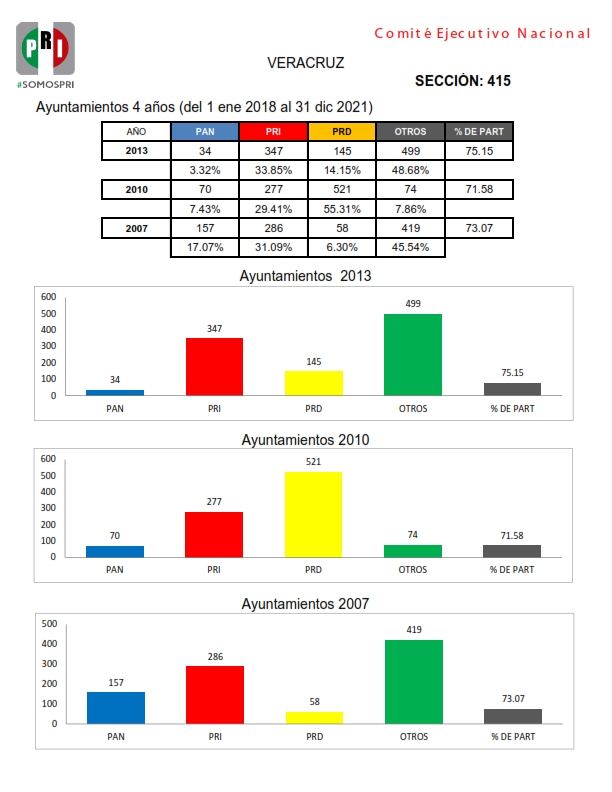 Comité Ejecutivo Nacional
PRI
#SOMOSPRI
VERACRUZ
SECCIÓN: 415
Ayuntamientos 4 años (del 1 ene 2018 al 31 dic 2021)
AÑO PAN PRI PRD OTROS % DE PART
2013 34 347 145 499 75.15
3.32% 33.85% 14.15% 48.68%
2010 70 277 521 74 71.58
7.43% 29.41% 55.31% 7.86%
2007 157 286 58 419 73.07
17.07% 31.09% 6.30% 45.54%
Ayuntamientos 2013
600
500
400
300
200
100
0
34 347 145 499 75.15
PAN PRI PRD OTROS % DE PART
Ayuntamientos 2010
600
500
400
300
200
100
0
70 277 521 74 71.58
PAN PRI PRD OTROS % DE PART
Ayuntamientos 2007
500
400
300
200
100
0
157 286 58 419 73.07
PAN PRI PRD OTROS % DE PART